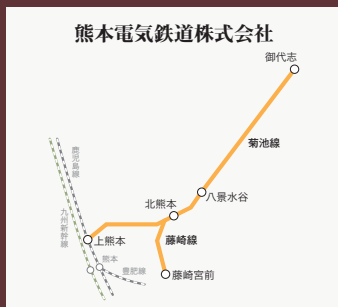 熊本電気鉄道株式会社
御代志
菊池線
鹿児島線
八景水谷
北熊本
九州新幹線
上熊本
藤崎線
熊本
豊肥線
藤崎宮前